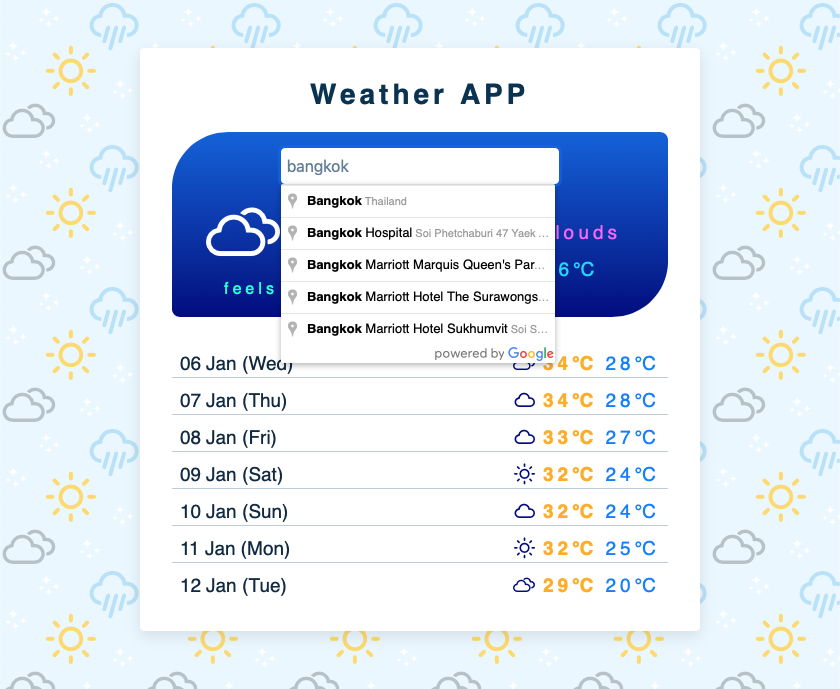 Weather APP
bangkok
Bangkok Thailand
Bangkok Hospital Soi Phetchaburi 47 Yaek ...
louds
Bangkok Marriott Marquis Queen's Par...
6°C
feels
Bangkok Marriott Hotel The Surawongs...
Bangkok Marriott Hotel Sukhumvit Soi S...
powered by Google
06 Jan (Wed) 34°C 28°C
07 Jan (Thu) 34°C 28°C
08 Jan (Fri) 33°C 27°C
09 Jan (Sat) 32°C 24°C
10 Jan (Sun) 32°C 24°C
11 Jan (Mon) 32°C 25°C
12 Jan (Tue) 29°C 20°C